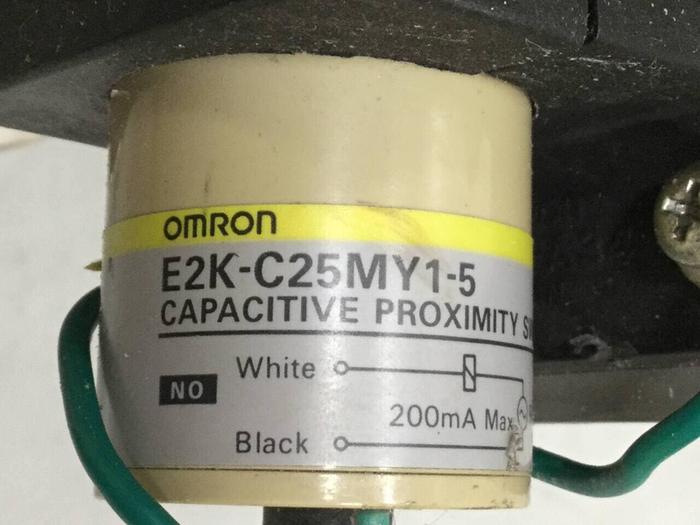 OMRON
E2K-C25MY1-5
CAPACITIVE PROXIMITY
White
NO
200mA Max
Black